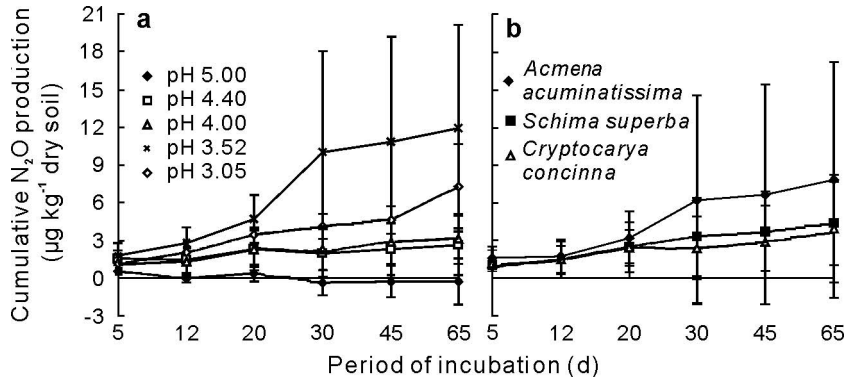 Cumulative N₂O production
(µg kg⁻¹ dry soil)
21
18
15
12
9
6
3
0
-3
a
pH 5.00
pH 4.40
pH 4.00
pH 3.52
pH 3.05
5
12
20
30
45
65
b
Acmena
acuminatissima
Schima superba
Cryptocarya
concinna
5
12
20
30
45
65
Period of incubation (d)